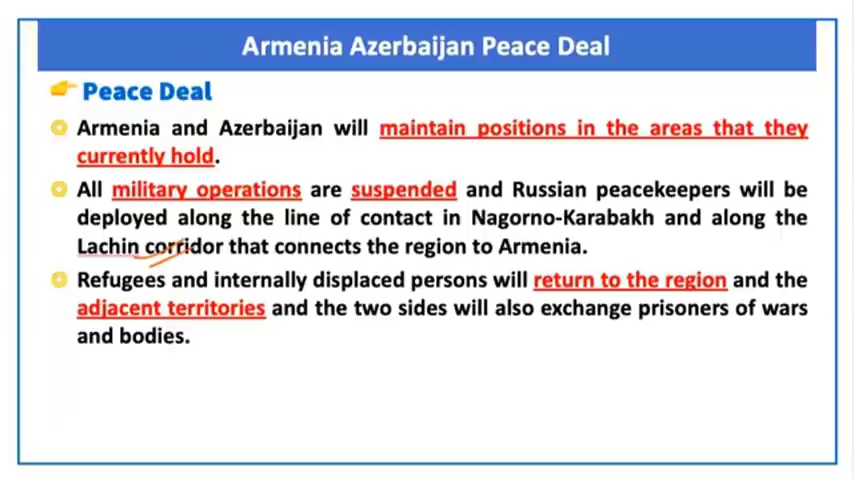 Armenia Azerbaijan Peace Deal
Peace Deal
Armenia and Azerbaijan will maintain positions in the areas that they
currently hold.
All military operations are suspended and Russian peacekeepers will be
deployed along the line of contact in Nagorno-Karabakh and along the
Lachin corridor that connects the region to Armenia.
Refugees and internally displaced persons will return to the region and the
adjacent territories and the two sides will also exchange prisoners of wars
and bodies.